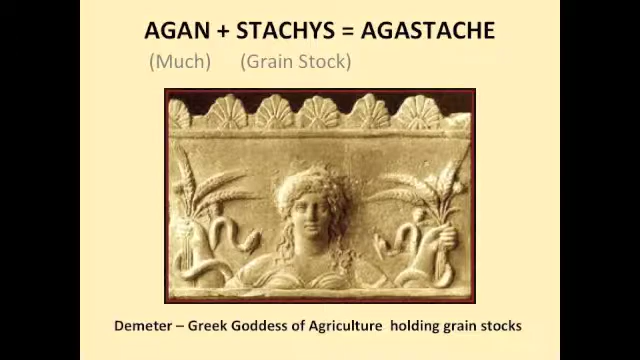 AGAN + STACHYS = AGASTACHE
(Much) (Grain Stock)
Demeter – Greek Goddess of Agriculture holding grain stocks